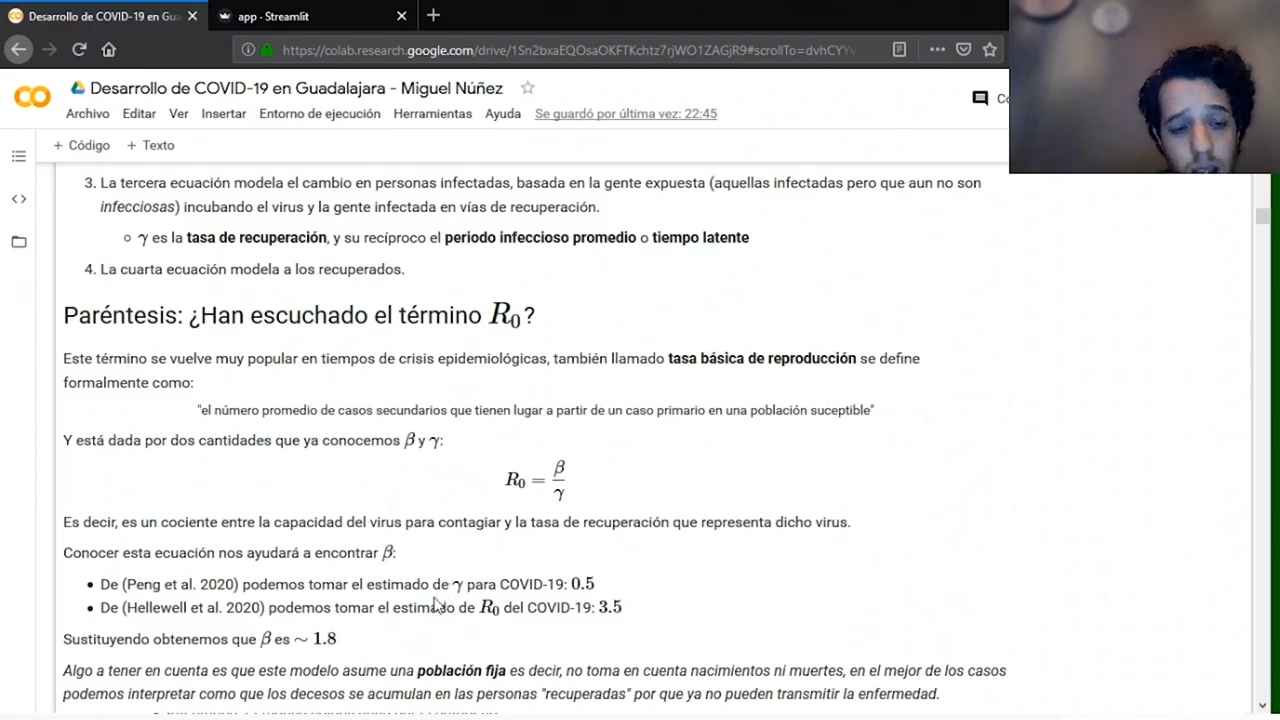 Desarrollo de COVID-19 en Gua
app - Streamlit
https://colab.research.google.com/drive/1Sn2bxaEQOsaOKFTKchtz7rjWO1ZAGjR9#scrollTo=dvhCYYv
Desarrollo de COVID-19 en Guadalajara - Miguel Núñez
Archivo Editar Ver Insertar Entorno de ejecución Herramientas Ayuda Se guardó por última vez: 22:45
Co
+ Código + Texto
3. La tercera ecuación modela el cambio en personas infectadas, basada en la gente expuesta (aquellas infectadas pero que aun no son
infecciosas) incubando el virus y la gente infectada en vías de recuperación.
γ es la tasa de recuperación, y su recíproco el periodo infeccioso promedio o tiempo latente
4. La cuarta ecuación modela a los recuperados.
Paréntesis: ¿Han escuchado el término R₀?
Este término se vuelve muy popular en tiempos de crisis epidemiológicas, también llamado tasa básica de reproducción se define
formalmente como:
"el número promedio de casos secundarios que tienen lugar a partir de un caso primario en una población suceptible"
Y está dada por dos cantidades que ya conocemos β y γ:
R₀ = β/γ
Es decir, es un cociente entre la capacidad del virus para contagiar y la tasa de recuperación que representa dicho virus.
Conocer esta ecuación nos ayudará a encontrar β:
De (Peng et al. 2020) podemos tomar el estimado de γ para COVID-19: 0.5
De (Hellewell et al. 2020) podemos tomar el estimado de R₀ del COVID-19: 3.5
Sustituyendo obtenemos que β es ~ 1.8
Algo a tener en cuenta es que este modelo asume una población fija es decir, no toma en cuenta nacimientos ni muertes, en el mejor de los casos
podemos interpretar como que los decesos se acumulan en las personas "recuperadas" por que ya no pueden transmitir la enfermedad.